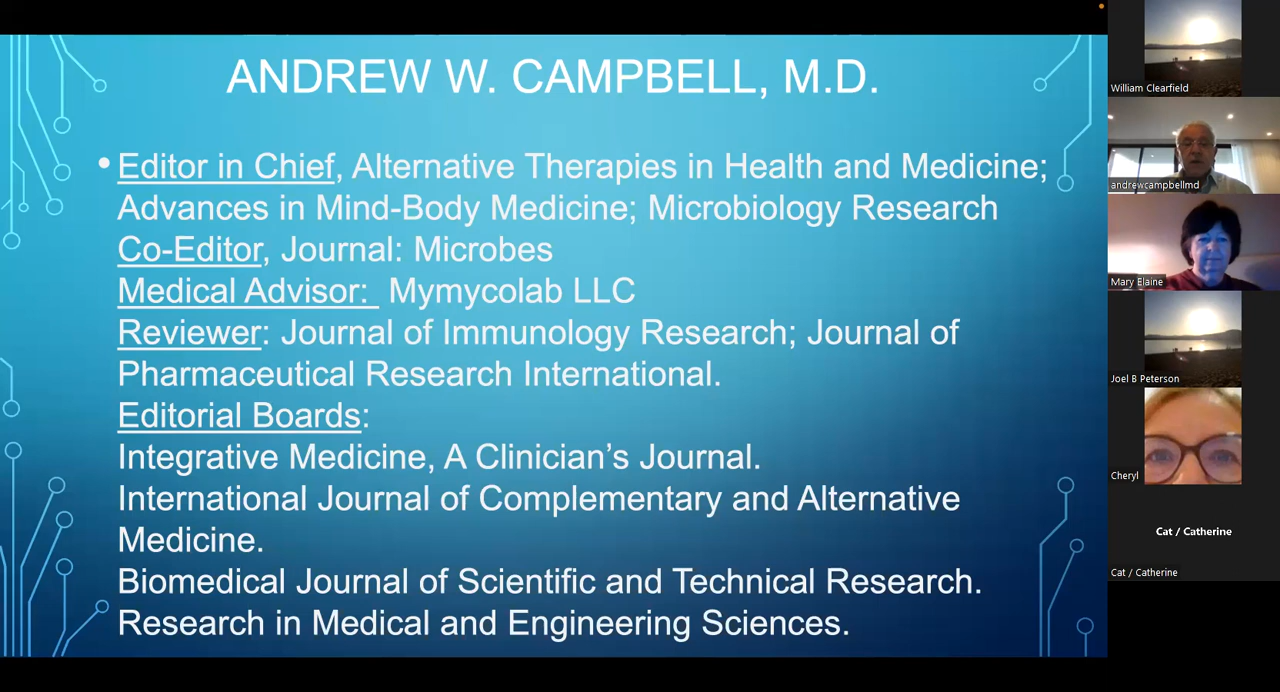 ANDREW W. CAMPBELL, M.D.
• Editor in Chief, Alternative Therapies in Health and Medicine;
Advances in Mind-Body Medicine; Microbiology Research
Co-Editor, Journal: Microbes
Medical Advisor: Mymycolab LLC
Reviewer: Journal of Immunology Research; Journal of
Pharmaceutical Research International.
Editorial Boards:
Integrative Medicine, A Clinician’s Journal.
International Journal of Complementary and Alternative
Medicine.
Biomedical Journal of Scientific and Technical Research.
Research in Medical and Engineering Sciences.
William Clearfield
andrewcampbellmd
Mary Elaine
Joel B Peterson
Cheryl
Cat / Catherine
Cat / Catherine